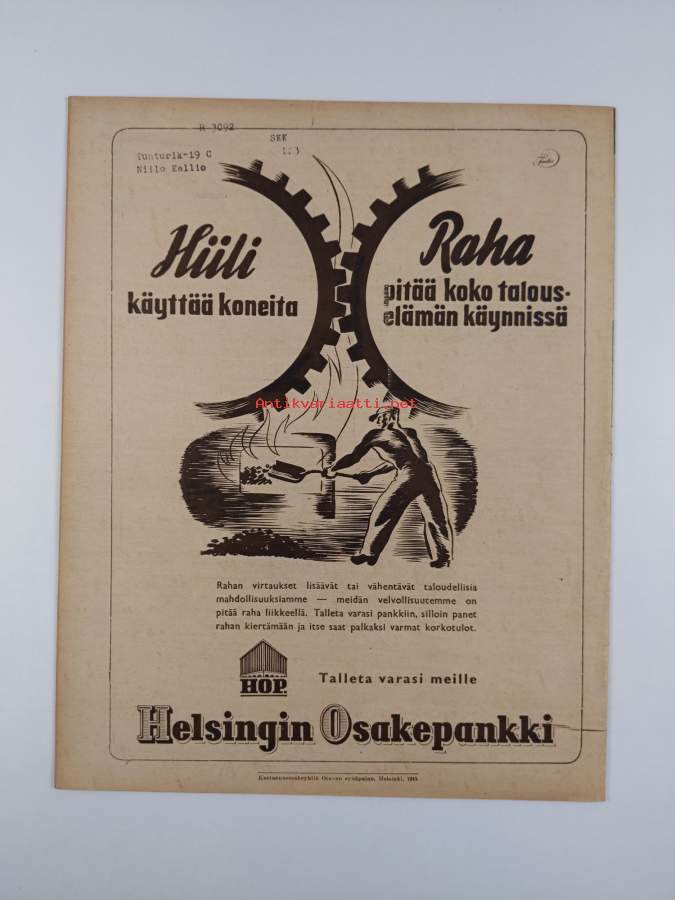 H 3092
SKK
Tunturik-19 C
Niilo Kallio
Hiili
käyttää koneita
Raha
pitää koko talous-
elämän käynnissä
Antikvariaatti.net
Rahan virtaukset lisäävät tai vähentävät taloudellisia
mahdollisuuksiamme — meidän velvollisuutemme on
pitää raha liikkeellä. Talleta varasi pankkiin, silloin panet
rahan kiertämään ja itse saat palkaksi varmat korkotulot.
HOP.
Talleta varasi meille
Helsingin Osakepankki
Helsinki,